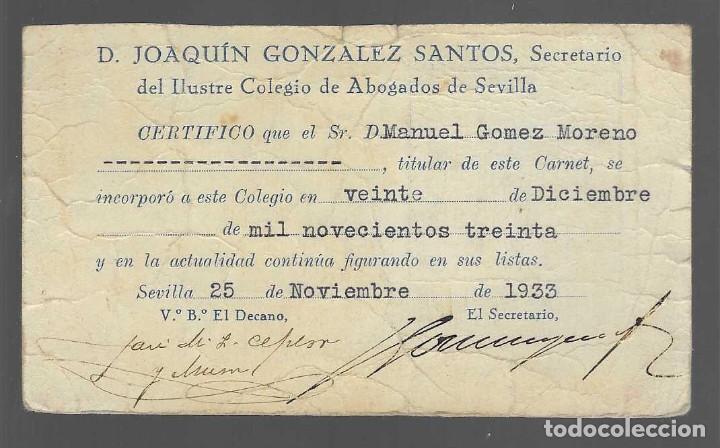 D. JOAQUÍN GONZALEZ SANTOS, Secretario
del Ilustre Colegio de Abogados de Sevilla
CERTIFICO que el Sr. D. Manuel Gomez Moreno
------------------, titular de este Carnet, se
incorporó a este Colegio en veinte de Diciembre
de mil novecientos treinta
y en la actualidad continúa figurando en sus listas.
Sevilla 25 de Noviembre de 1933
V.º B.º El Decano, El Secretario,
todocoleccion